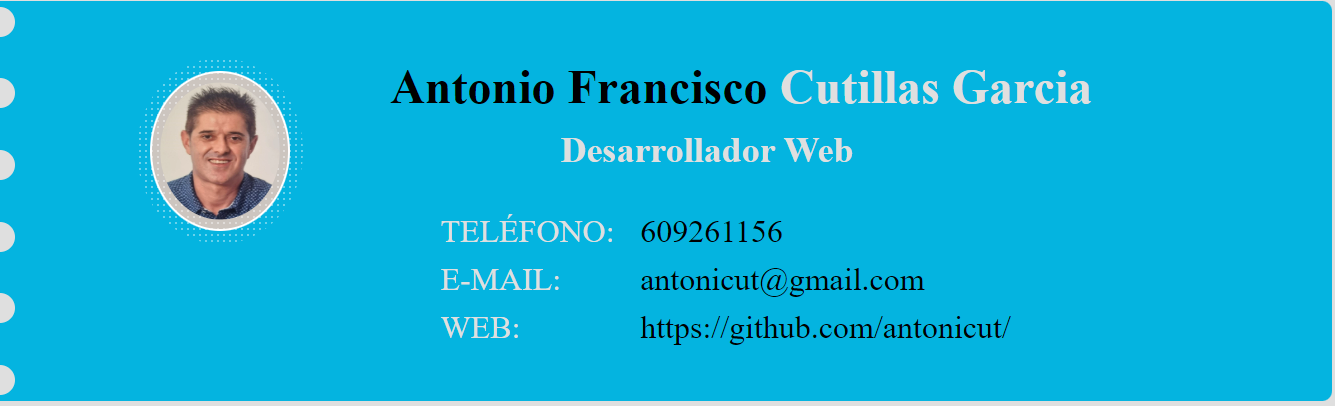 Antonio Francisco Cutillas Garcia
Desarrollador Web
TELÉFONO: 609261156
E-MAIL: antonicut@gmail.com
WEB: https://github.com/antonicut/